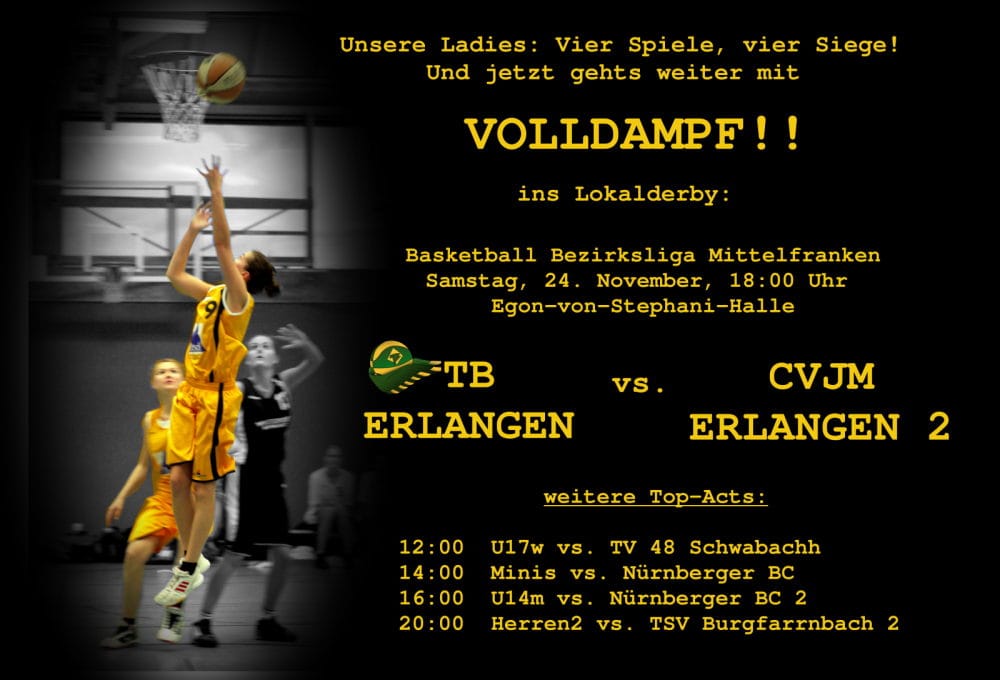 Unsere Ladies: Vier Spiele, vier Siege!
Und jetzt gehts weiter mit
VOLLDAMPF!!
ins Lokalderby:
Basketball Bezirksliga Mittelfranken
Samstag, 24. November, 18:00 Uhr
Egon-von-Stephani-Halle
TB
ERLANGEN
vs.
CVJM
ERLANGEN 2
weitere Top-Acts:
12:00 U17w vs. TV 48 Schwabachh
14:00 Minis vs. Nürnberger BC
16:00 U14m vs. Nürnberger BC 2
20:00 Herren2 vs. TSV Burgfarrnbach 2
9